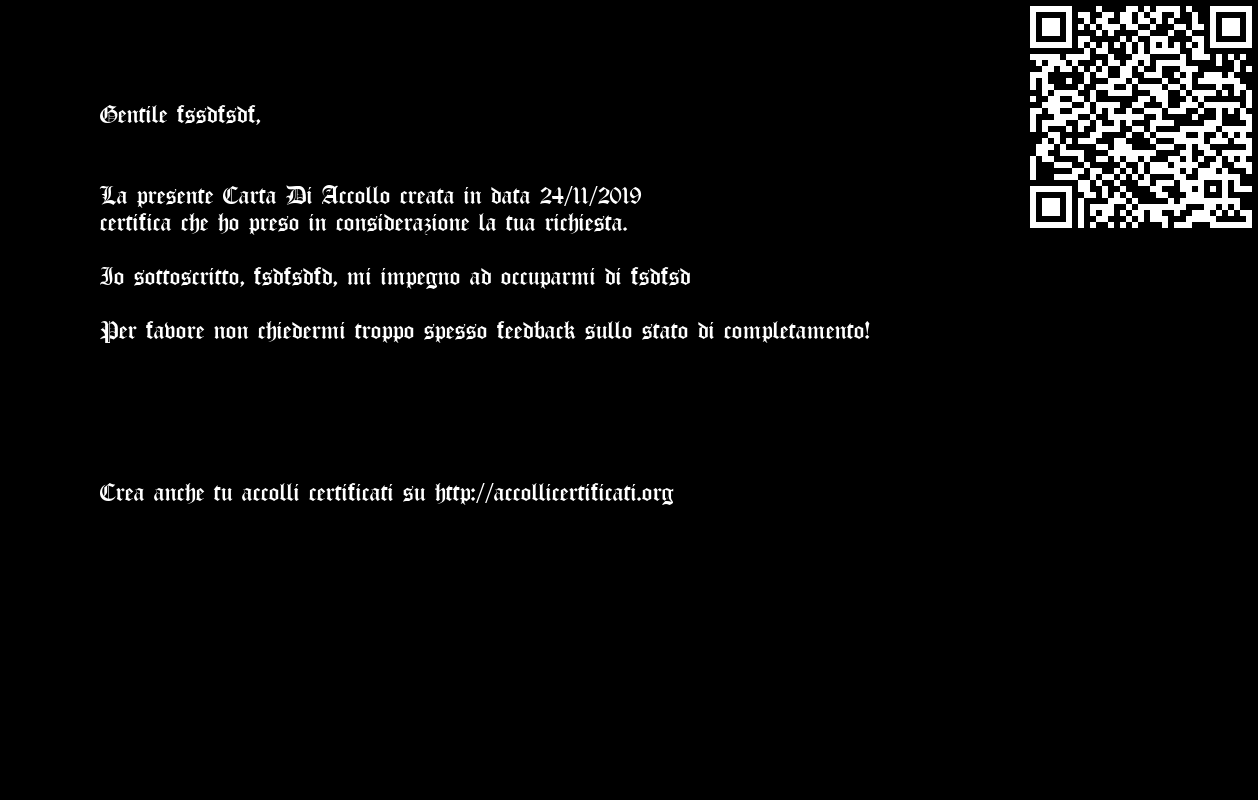 Gentile fssdfsdf,
La presente Carta Di Accollo creata in data 24/11/2019
certifica che ho preso in considerazione la tua richiesta.
Io sottoscritto, fsdfsdfd, mi impegno ad occuparmi di fsdfsd
Per favore non chiedermi troppo spesso feedback sullo stato di completamento!
Crea anche tu accolli certificati su http://accollicertificati.org